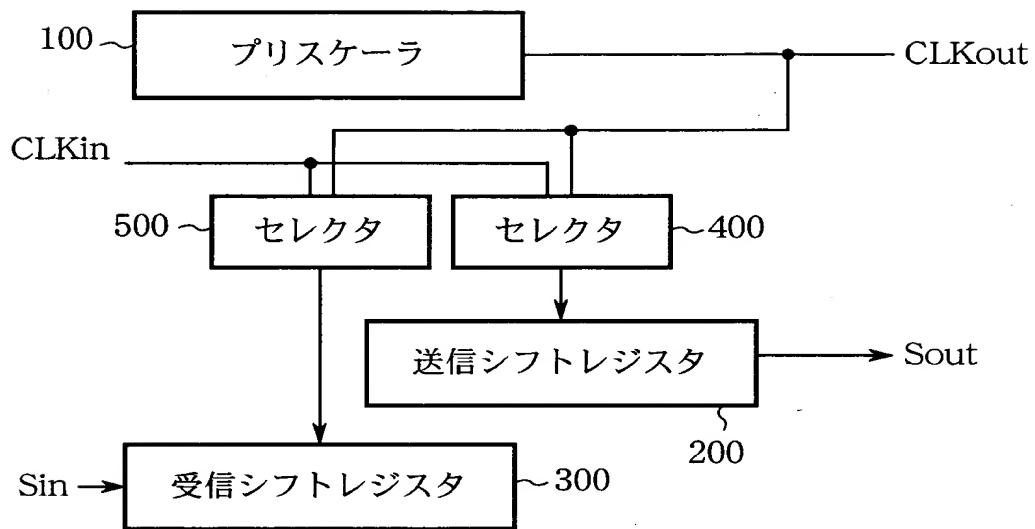 100
プリスケーラ
CLKout
CLKin
500
セレクタ
セレクタ
400
送信シフトレジスタ
Sout
200
Sin
受信シフトレジスタ
300